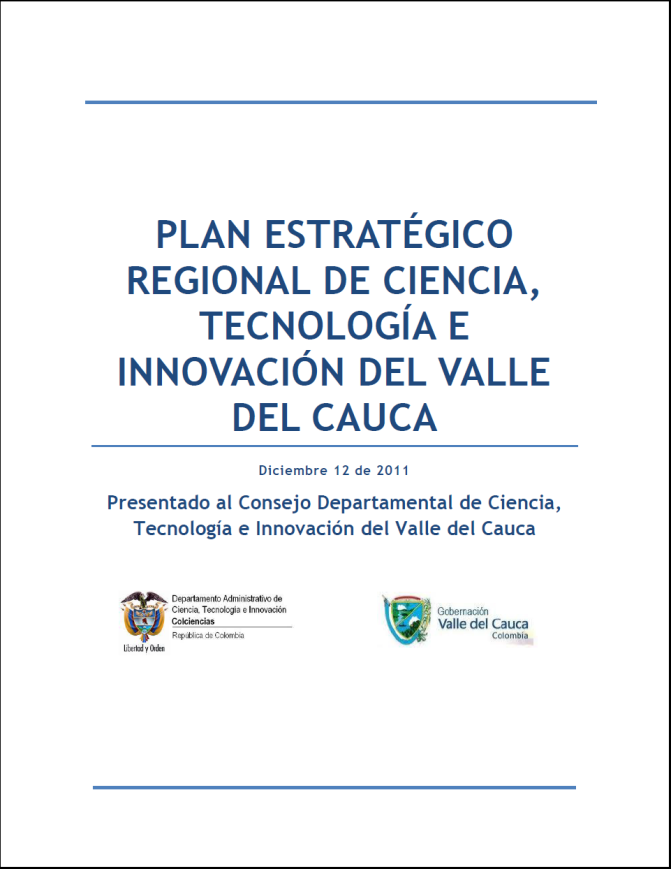 PLAN ESTRATÉGICO
REGIONAL DE CIENCIA,
TECNOLOGÍA E
INNOVACIÓN DEL VALLE
DEL CAUCA
Diciembre 12 de 2011
Presentado al Consejo Departamental de Ciencia,
Tecnología e Innovación del Valle del Cauca
Departamento Administrativo de
Ciencia, Tecnología e Innovación
Colciencias
República de Colombia
Libertad y Orden
Gobernación
Valle del Cauca
Colombia